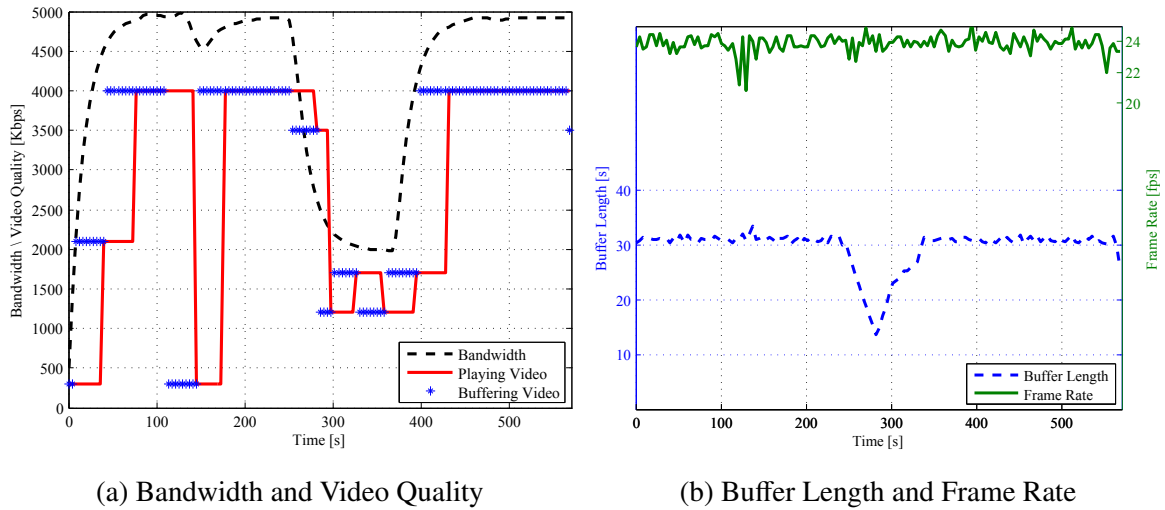 5000
4500
4000
3500
3000
2500
2000
1500
1000
500
0
Bandwidth \ Video Quality [Kbps]
0 100 200 300 400 500
Time [s]
Bandwidth
Playing Video
Buffering Video
(a) Bandwidth and Video Quality
40
30
20
10
Buffer Length [s]
24
22
20
Frame Rate [fps]
0 100 200 300 400 500
Time [s]
Buffer Length
Frame Rate
(b) Buffer Length and Frame Rate